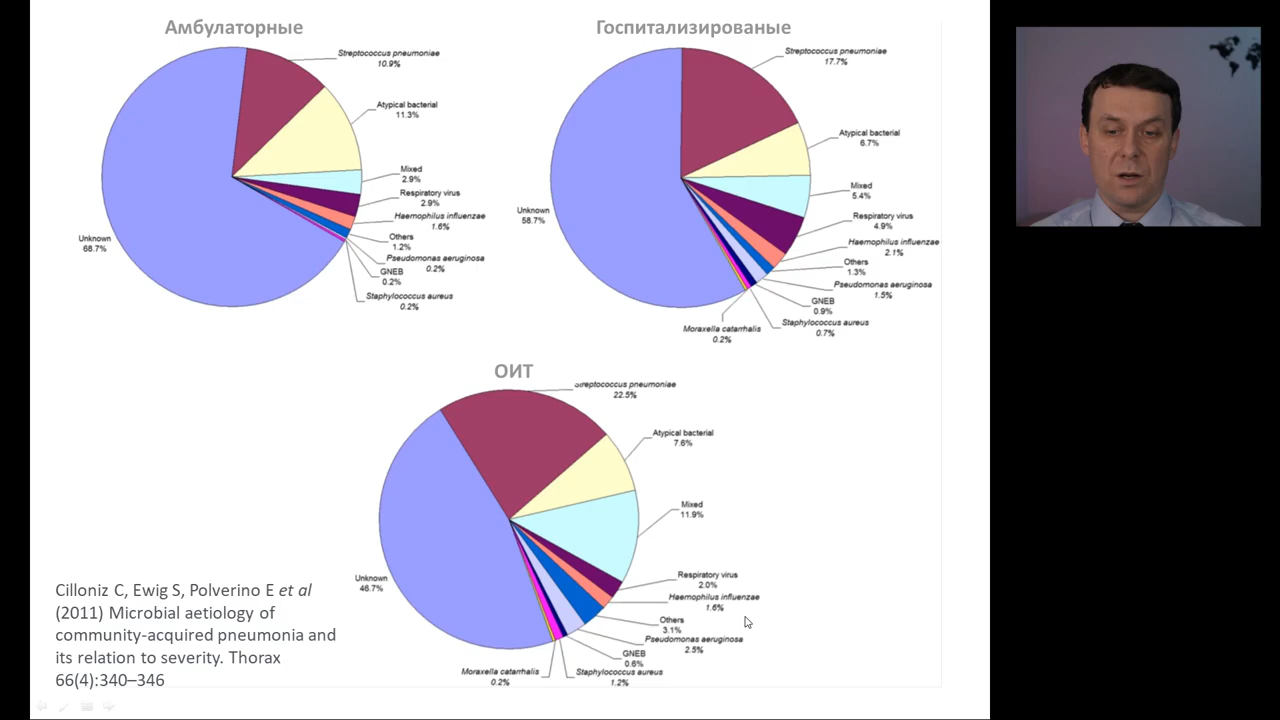 Амбулаторные
Streptococcus pneumoniae
10.9%
Atypical bacterial
11.3%
Mixed
2.9%
Respiratory virus
2.9%
Haemophilus influenzae
1.6%
Others
1.2%
Pseudomonas aeruginosa
0.2%
GNEB
0.2%
Staphylococcus aureus
0.2%
Unknown
68.7%
Госпитализированые
Streptococcus pneumoniae
17.7%
Atypical bacterial
6.7%
Mixed
5.4%
Respiratory virus
4.9%
Haemophilus influenzae
2.1%
Others
1.3%
Pseudomonas aeruginosa
1.5%
GNEB
0.9%
Staphylococcus aureus
0.7%
Moraxella catarrhalis
0.2%
Unknown
58.7%
ОИТ
Streptococcus pneumoniae
22.5%
Atypical bacterial
7.6%
Mixed
11.9%
Respiratory virus
2.0%
Haemophilus influenzae
1.6%
Others
3.1%
Pseudomonas aeruginosa
2.5%
GNEB
0.6%
Staphylococcus aureus
1.2%
Moraxella catarrhalis
0.2%
Unknown
46.7%
Cilloniz C, Ewig S, Polverino E et al
(2011) Microbial aetiology of
community-acquired pneumonia and
its relation to severity. Thorax
66(4):340–346